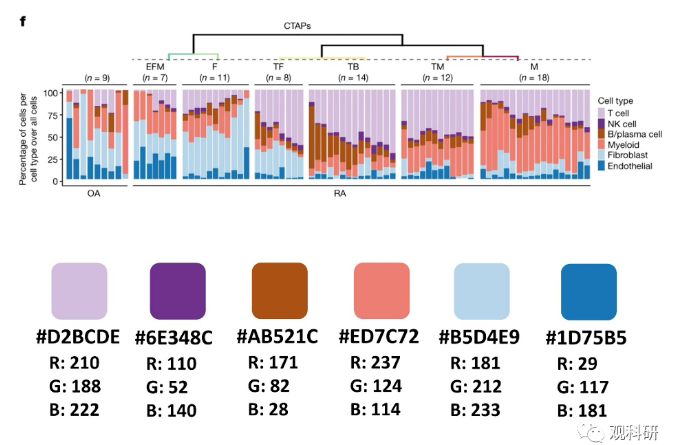 f
CTAPs
EFM
(n = 9)
(n = 7)
F
(n = 11)
TF
(n = 8)
TB
(n = 14)
TM
(n = 12)
M
(n = 18)
Percentage of cells per
cell type over all cells
100
75
50
25
0
OA
RA
Cell type
T cell
NK cell
B/plasma cell
Myeloid
Fibroblast
Endothelial
#D2BCDE
#6E348C
#AB521C
#ED7C72
#B5D4E9
#1D75B5
R: 210
R: 110
R: 171
R: 237
R: 181
R: 29
G: 188
G: 52
G: 82
G: 124
G: 212
G: 117
B: 222
B: 140
B: 28
B: 114
B: 233
B: 181
观科研